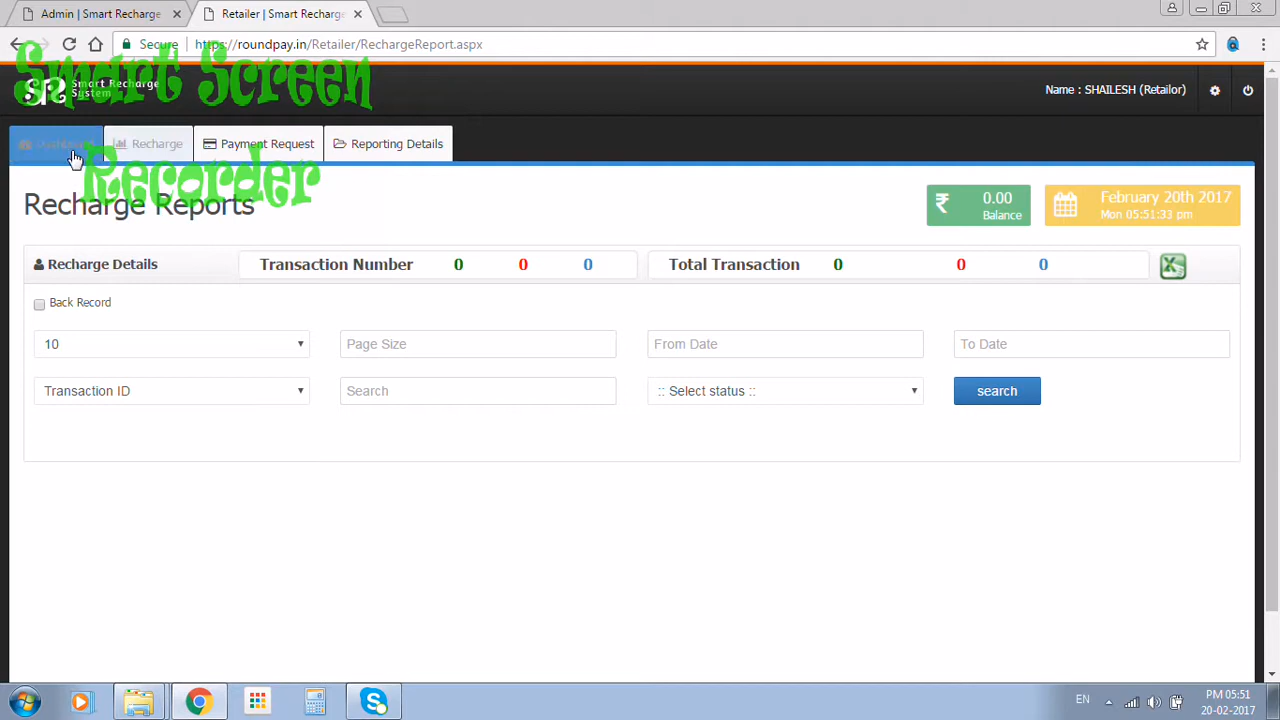 Admin | Smart Recharge
Retailer | Smart Recharge
Secure
https://roundpay.in/Retailer/RechargeReport.aspx
Smart Screen
Recorder
SR Smart Recharge
System
Name : SHAILESH (Retailor)
Dashboard
Recharge
Payment Request
Reporting Details
Recharge Reports
0.00
Balance
February 20th 2017
Mon 05:51:33 pm
Recharge Details
Transaction Number 0 0 0
Total Transaction 0 0 0
Back Record
10
Page Size
From Date
To Date
Transaction ID
Search
:: Select status ::
search
EN
PM 05:51
20-02-2017